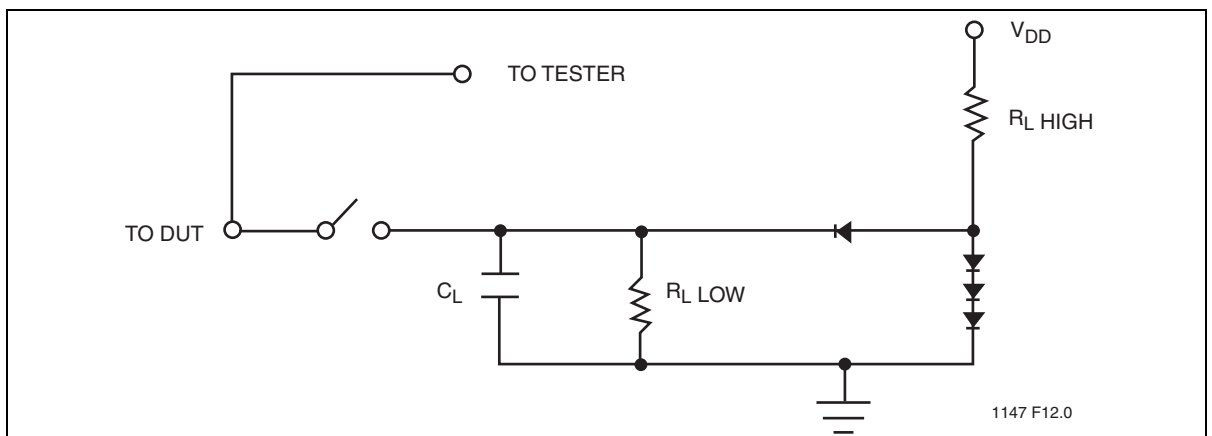 VDD
TO TESTER
RL HIGH
TO DUT
CL
RL LOW
1147 F12.0